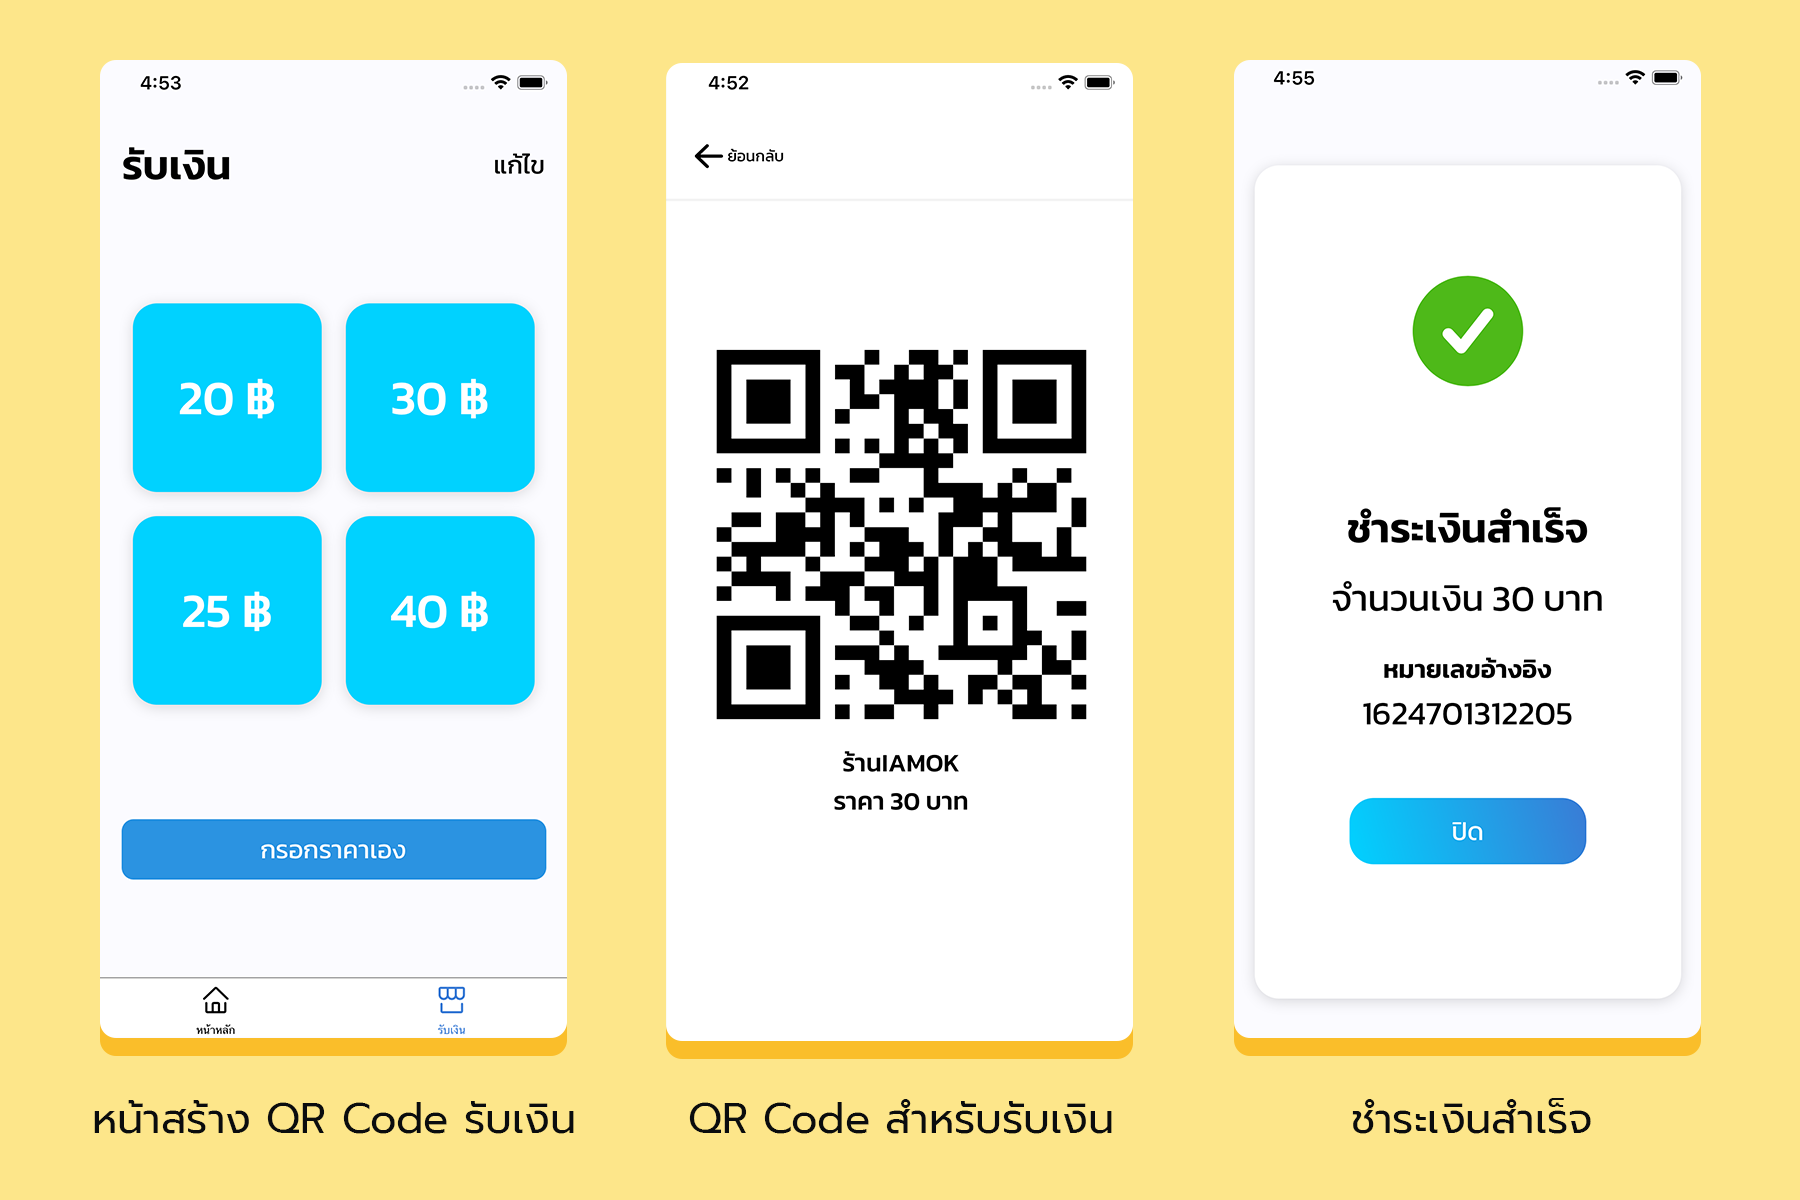 4:53
รับเงิน
แก้ไข
20 ฿
30 ฿
25 ฿
40 ฿
กรอกราคาเอง
หน้าหลัก
รับเงิน
หน้าสร้าง QR Code รับเงิน
4:52
ย้อนกลับ
ร้านIAMOK
ราคา 30 บาท
QR Code สำหรับรับเงิน
4:55
ชำระเงินสำเร็จ
จำนวนเงิน 30 บาท
หมายเลขอ้างอิง
1624701312205
ปิด
ชำระเงินสำเร็จ